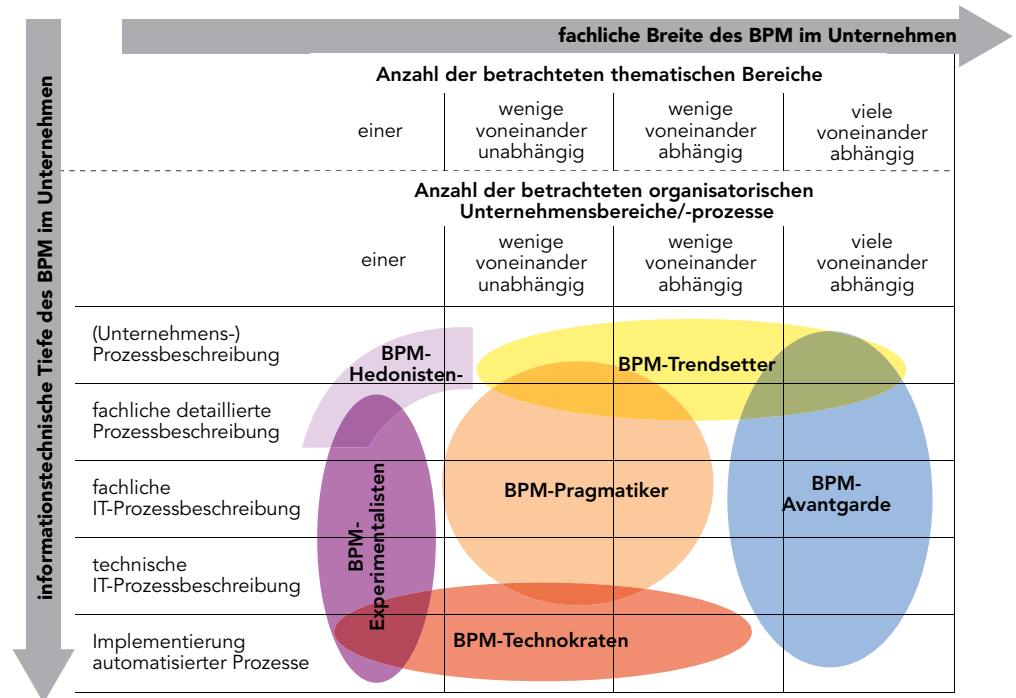 fachliche Breite des BPM im Unternehmen
informationstechnische Tiefe des BPM im Unternehmen
Anzahl der betrachteten thematischen Bereiche
einer
wenige
voneinander
unabhängig
wenige
voneinander
abhängig
viele
voneinander
abhängig
Anzahl der betrachteten organisatorischen
Unternehmensbereiche/-prozesse
einer
wenige
voneinander
unabhängig
wenige
voneinander
abhängig
viele
voneinander
abhängig
(Unternehmens-)
Prozessbeschreibung
BPM-
Hedonisten-
BPM-Trendsetter
fachliche detaillierte
Prozessbeschreibung
fachliche
IT-Prozessbeschreibung
BPM-
Experimentalisten
BPM-Pragmatiker
BPM-
Avantgarde
technische
IT-Prozessbeschreibung
Implementierung
automatisierter Prozesse
BPM-Technokraten